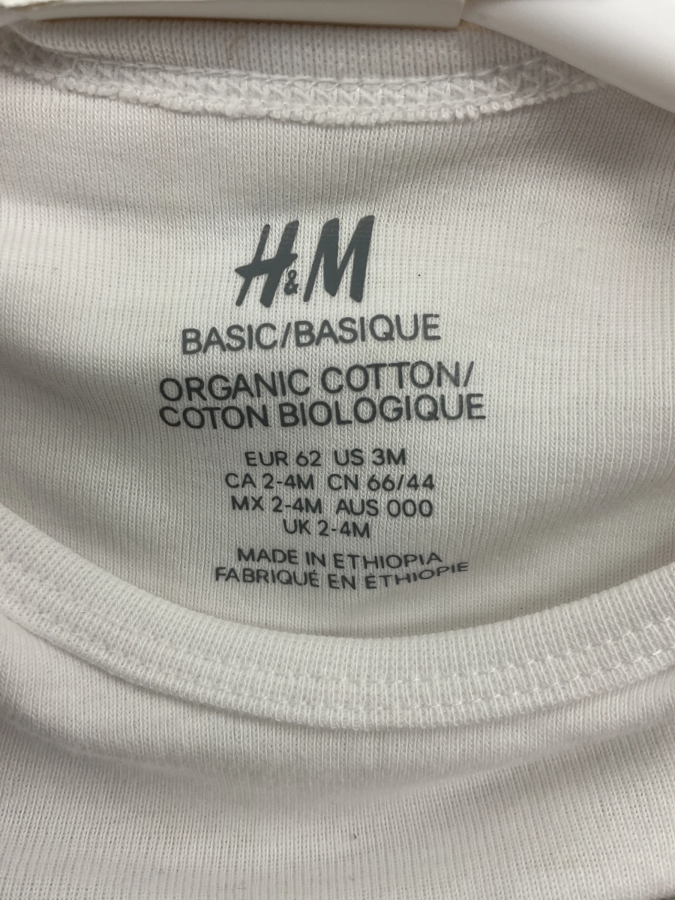 H&M
BASIC/BASIQUE
ORGANIC COTTON/
COTON BIOLOGIQUE
EUR 62 US 3M
CA 2-4M CN 66/44
MX 2-4M AUS 000
UK 2-4M
MADE IN ETHIOPIA
FABRIQUÉ EN ÉTHIOPIE